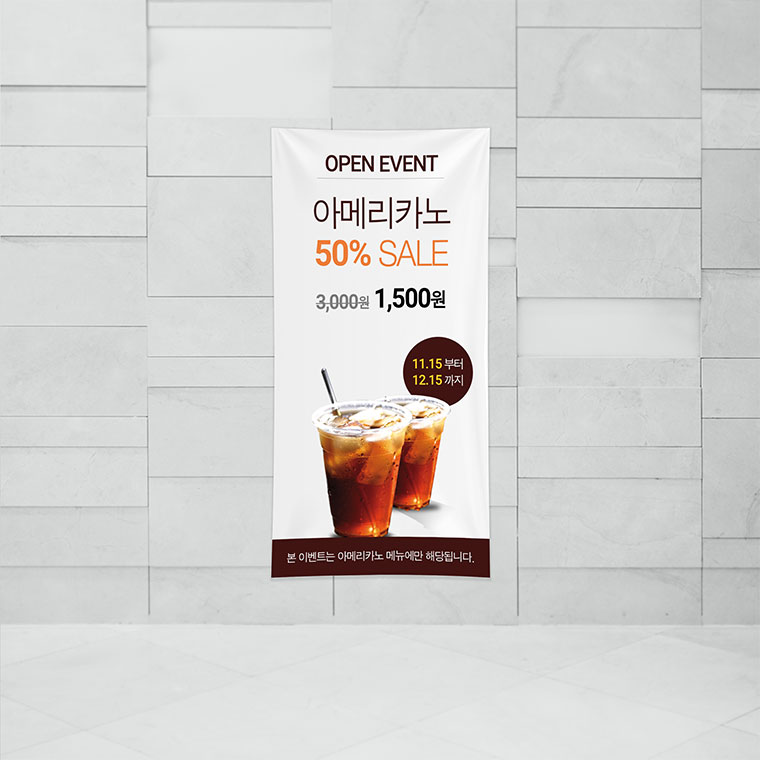 OPEN EVENT
아메리카노
50% SALE
3,000원 1,500원
11.15 부터
12.15 까지
본 이벤트는 아메리카노 메뉴에만 해당됩니다.